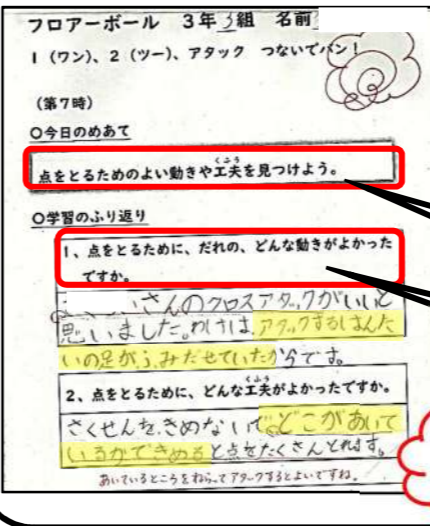 フロアーボール 3年3組 名前
1(ワン)、2(ツー)、アタック つないでパン!
(第7時)
○今日のめあて
点をとるためのよい動きや工夫を見つけよう。
くふう
○学習のふり返り
1、点をとるために、だれの、どんな動きがよかった
ですか。
さんのクロスアタックがいいと
思いました。わけは、アタックするはんた
いの足がふみだせていたからです。
2、点をとるために、どんな工夫がよかったですか。
くふう
さくせんをきめないで、どこがあいて
いるかできめると点をたくさんとれます。
あいているところをねらってアタックするとよいですね。